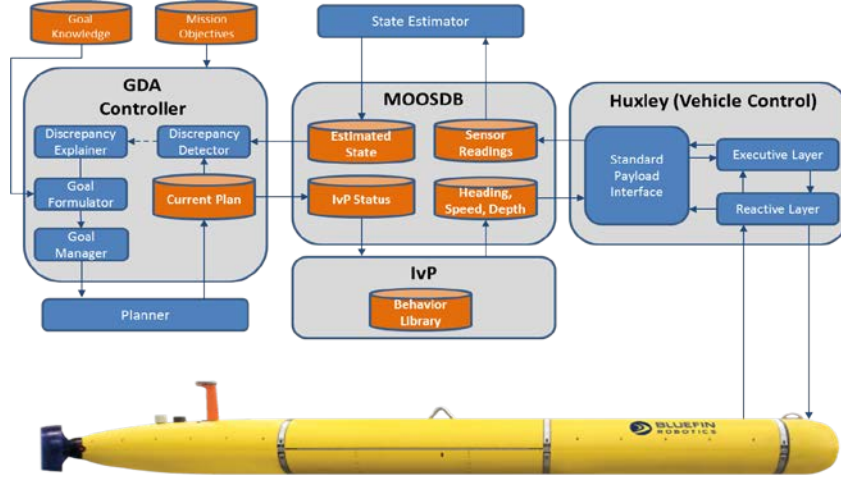 Goal
Knowledge
Mission
Objectives
State Estimator
GDA
Controller
MOOSDB
Huxley (Vehicle Control)
Discrepancy
Explainer
Discrepancy
Detector
Estimated
State
Sensor
Readings
Standard
Payload
Interface
Executive Layer
Goal
Formulator
Current Plan
IvP Status
Heading,
Speed, Depth
Reactive Layer
Goal
Manager
IvP
Planner
Behavior
Library
BLUEFIN
ROBOTICS